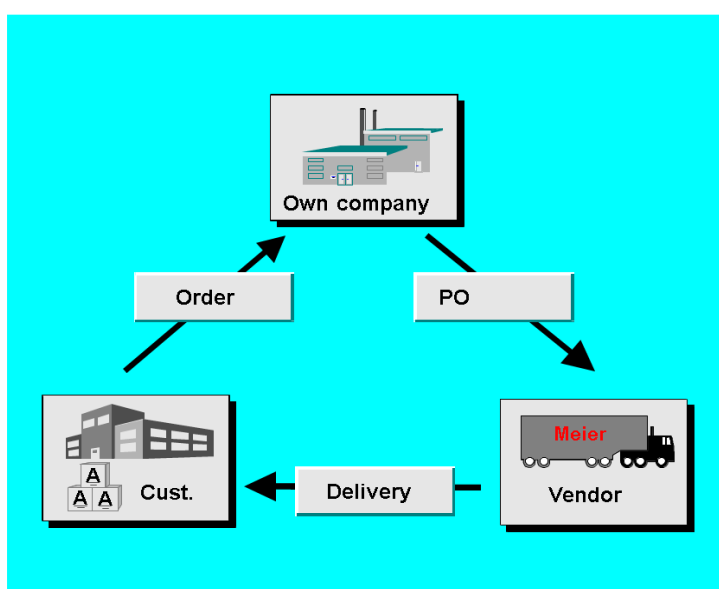 Own company
Order
PO
Meier
A
A A
Cust.
Delivery
Vendor